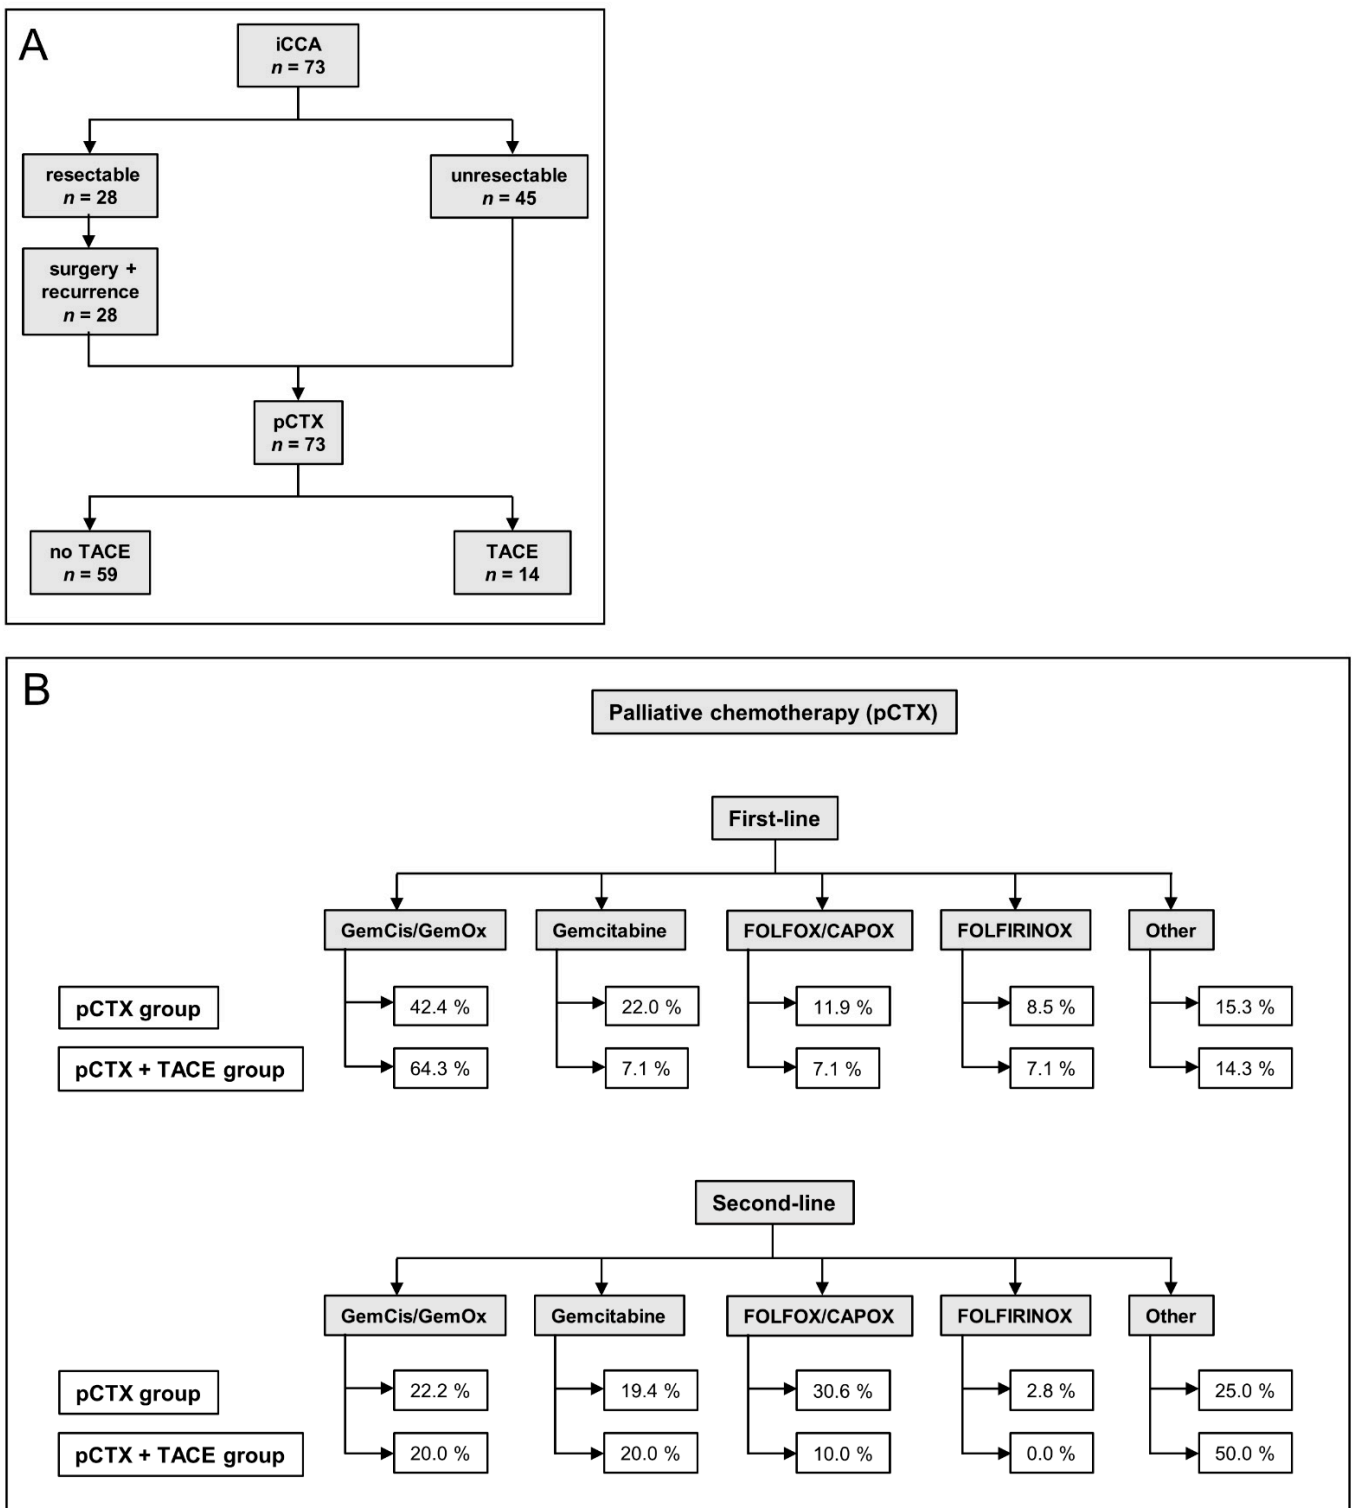 A
iCCA
n = 73
resectable
n = 28
unresectable
n = 45
surgery +
recurrence
n = 28
pCTX
n = 73
no TACE
n = 59
TACE
n = 14
B
Palliative chemotherapy (pCTX)
First-line
GemCis/GemOx Gemcitabine FOLFOX/CAPOX FOLFIRINOX Other
pCTX group 42.4 % 22.0 % 11.9 % 8.5 % 15.3 %
pCTX + TACE group 64.3 % 7.1 % 7.1 % 7.1 % 14.3 %
Second-line
GemCis/GemOx Gemcitabine FOLFOX/CAPOX FOLFIRINOX Other
pCTX group 22.2 % 19.4 % 30.6 % 2.8 % 25.0 %
pCTX + TACE group 20.0 % 20.0 % 10.0 % 0.0 % 50.0 %